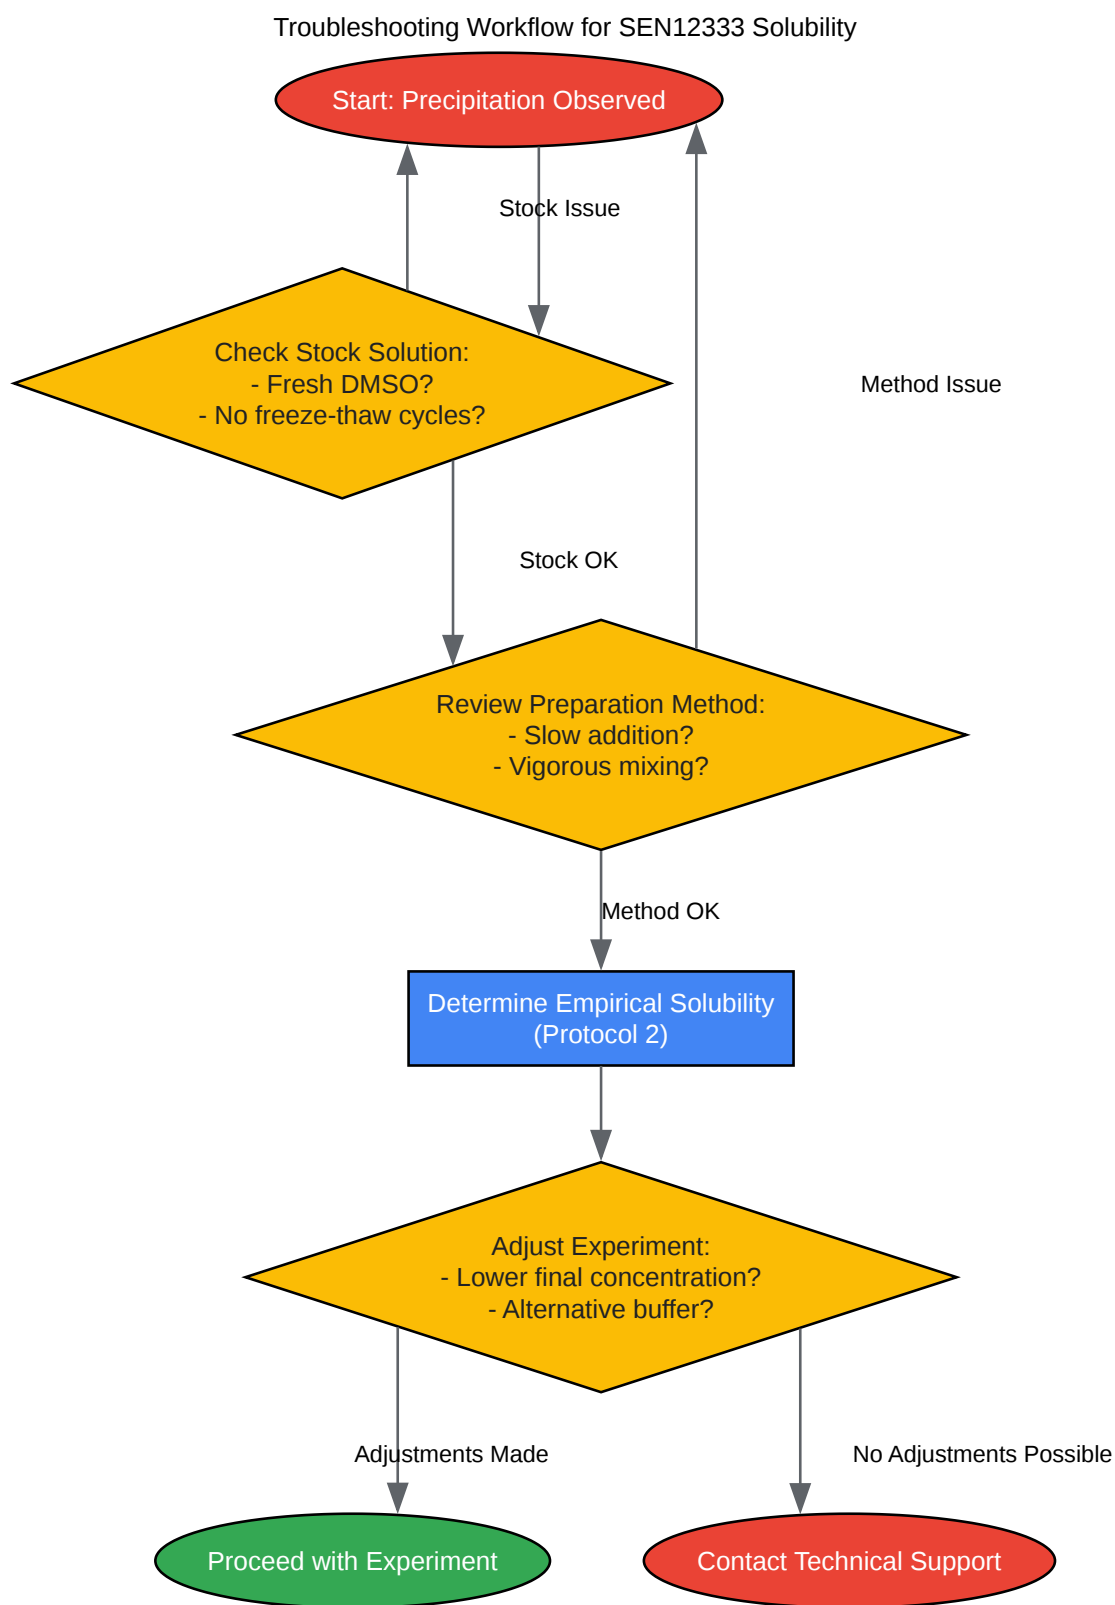 Troubleshooting Workflow for SEN12333 Solubility
Start: Precipitation Observed
Stock Issue
Check Stock Solution:
- Fresh DMSO?
- No freeze-thaw cycles?
Method Issue
Stock OK
Review Preparation Method:
- Slow addition?
- Vigorous mixing?
Method OK
Determine Empirical Solubility
(Protocol 2)
Adjust Experiment:
- Lower final concentration?
- Alternative buffer?
Adjustments Made
No Adjustments Possible
Proceed with Experiment
Contact Technical Support